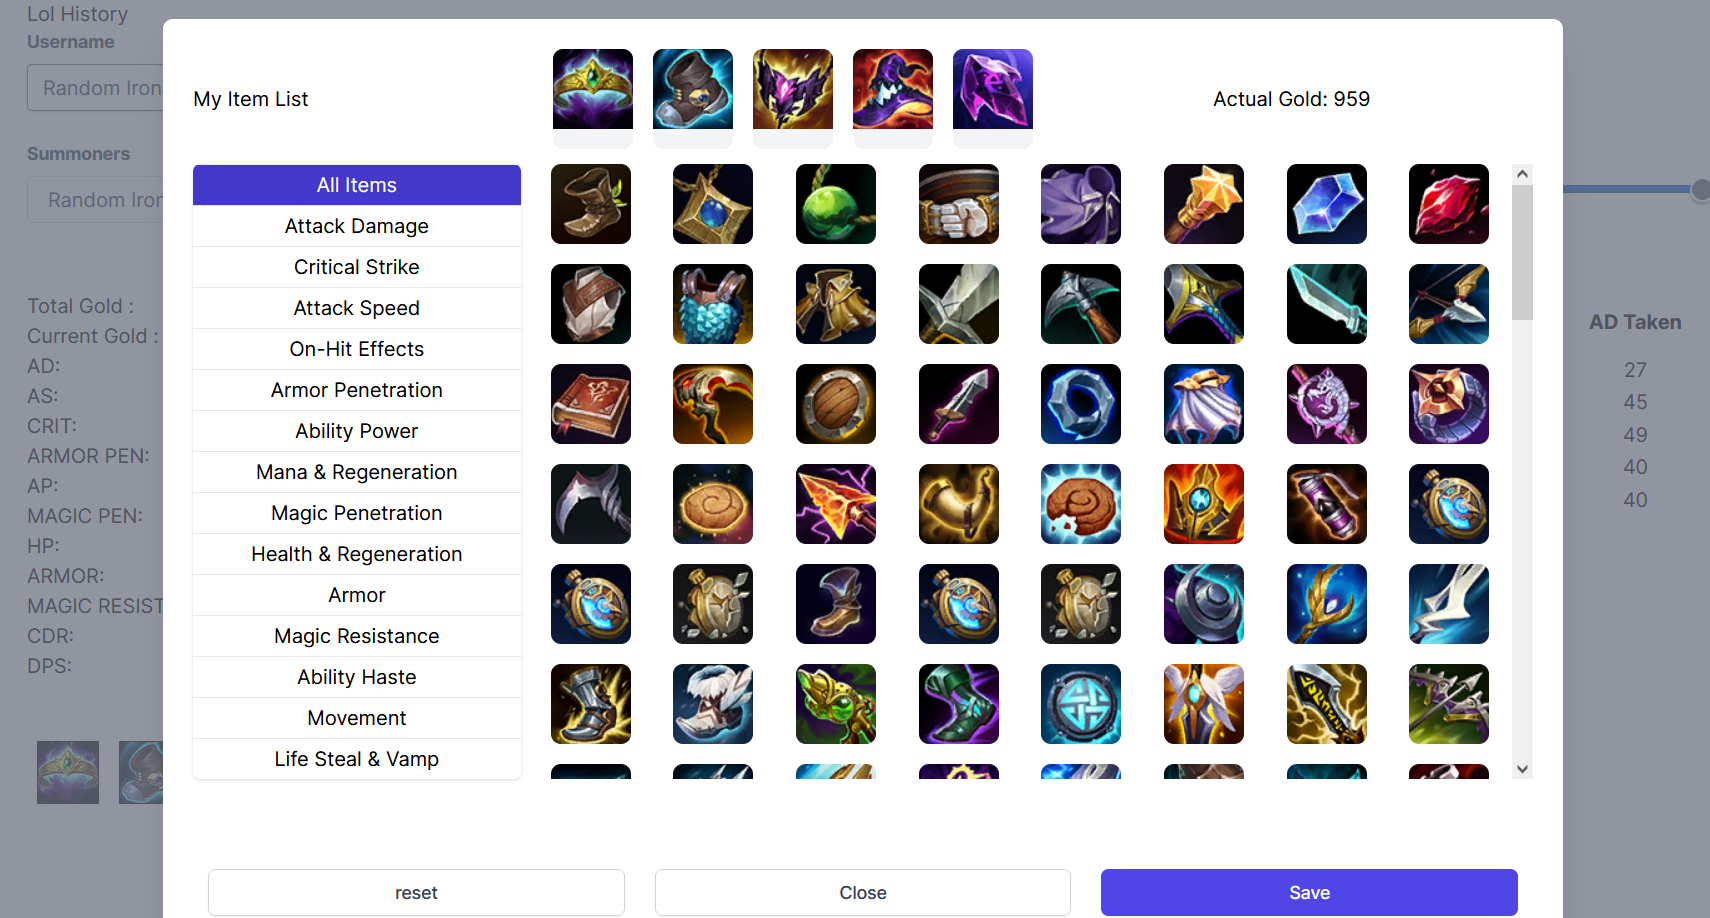 Lol History
Username
Random Iron
Summoners
Random Iror
Total Gold :
Current Gold :
AD:
AS:
CRIT:
ARMOR PEN:
AP:
MAGIC PEN:
HP:
ARMOR:
MAGIC RESIST
CDR:
DPS:
My Item List
Actual Gold: 959
All Items
Attack Damage
Critical Strike
Attack Speed
On-Hit Effects
Armor Penetration
Ability Power
Mana & Regeneration
Magic Penetration
Health & Regeneration
Armor
Magic Resistance
Ability Haste
Movement
Life Steal & Vamp
reset
Close
Save
AD Taken
27
45
49
40
40